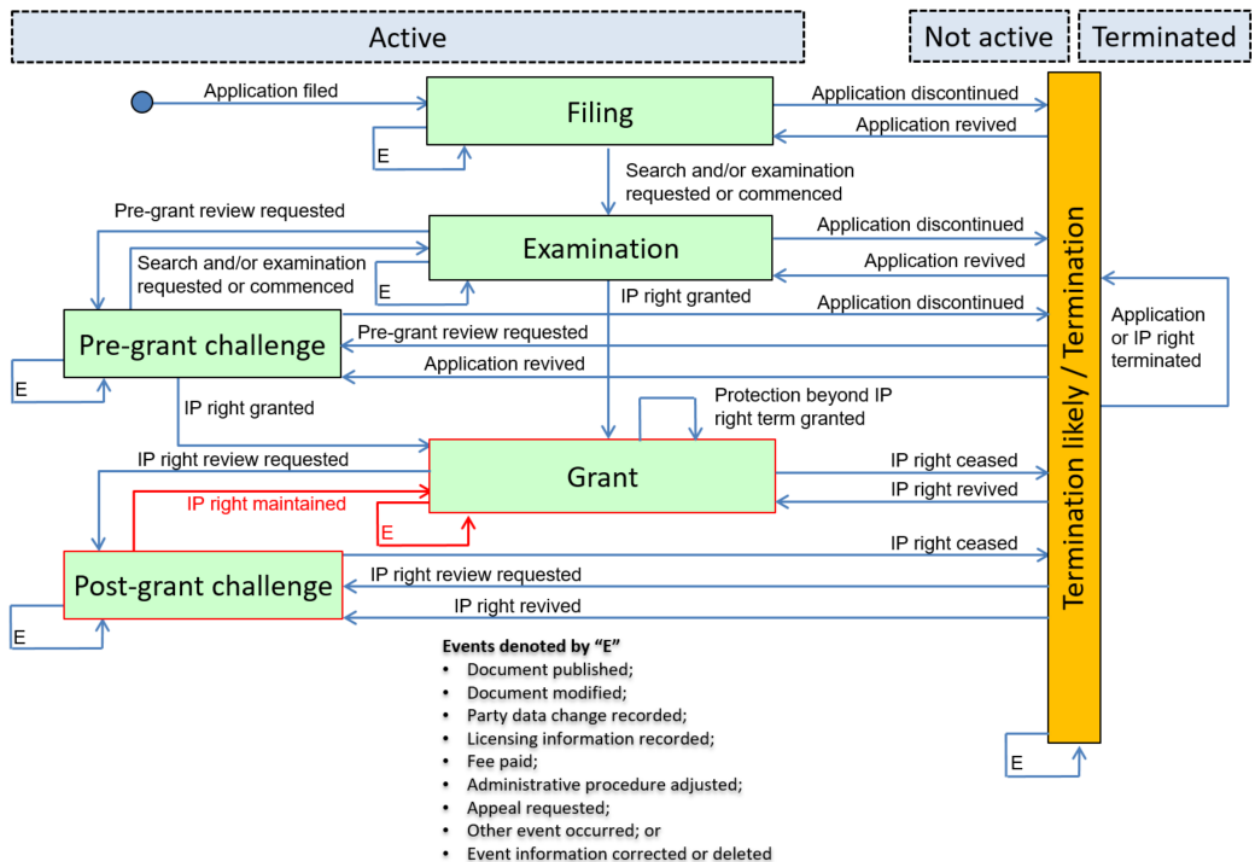 Active
Not active
Terminated
Application filed
Filing
Application discontinued
Application revived
E
Search and/or examination
requested or commenced
Pre-grant review requested
Examination
Application discontinued
Application revived
Search and/or examination
requested or commenced
E
IP right granted
Application discontinued
Pre-grant challenge
Pre-grant review requested
Application revived
E
IP right granted
Application
or IP right
terminated
Termination likely / Termination
Protection beyond IP
right term granted
IP right review requested
Grant
IP right ceased
IP right revived
IP right maintained
E
IP right ceased
Post-grant challenge
IP right review requested
IP right revived
E
Events denoted by “E”
• Document published;
• Document modified;
• Party data change recorded;
• Licensing information recorded;
• Fee paid;
• Administrative procedure adjusted;
• Appeal requested;
• Other event occurred; or
• Event information corrected or deleted
E